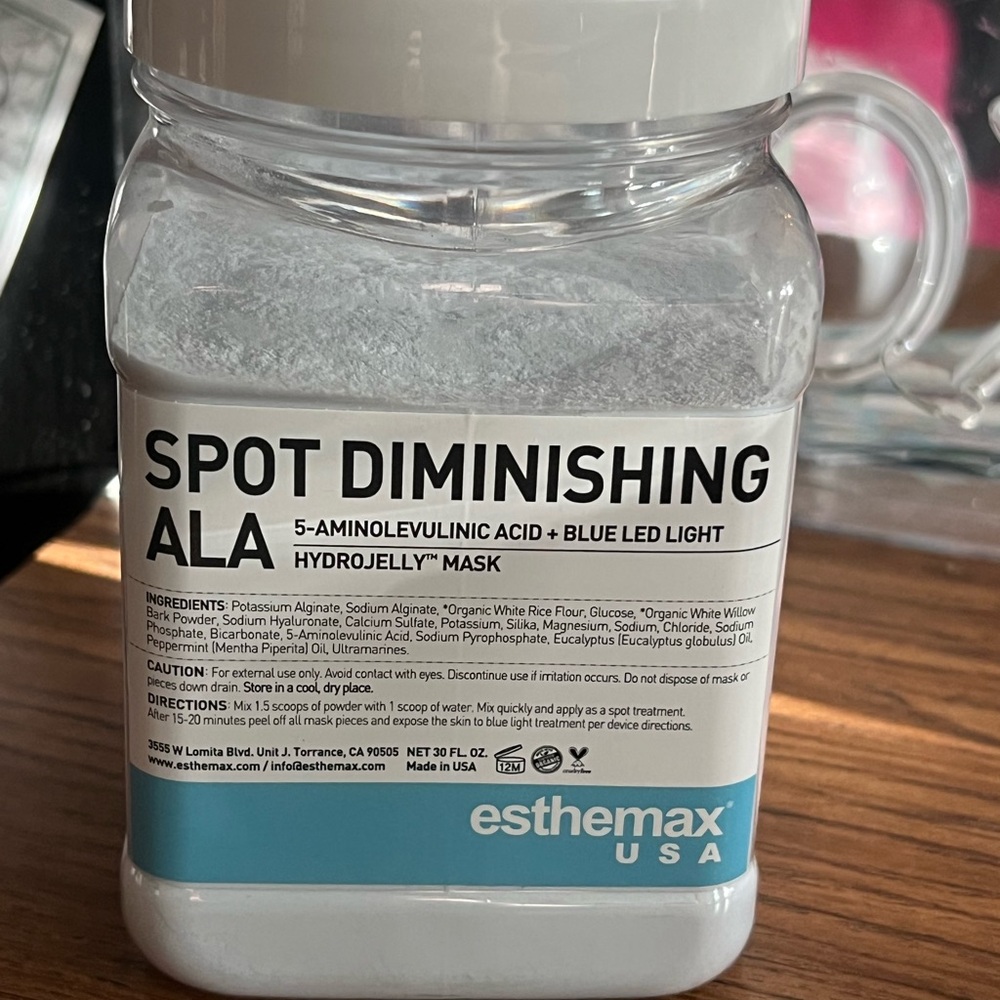 SPOT DIMINISHING
ALA
5-AMINOLEVULINIC ACID + BLUE LED LIGHT
HYDROJELLY™ MASK
INGREDIENTS: Potassium Alginate, Sodium Alginate, *Organic White Rice Flour, Glucose, *Organic White Willow
Bark Powder, Sodium Hyaluronate, Calcium Sulfate, Potassium, Silika, Magnesium, Sodium, Chloride, Sodium
Phosphate, Bicarbonate, 5-Aminolevulinic Acid, Sodium Pyrophosphate, Eucalyptus (Eucalyptus globulus) Oil,
Peppermint (Mentha Piperita) Oil, Ultramarines.
CAUTION: For external use only. Avoid contact with eyes. Discontinue use if irritation occurs. Do not dispose of mask or
pieces down drain. Store in a cool, dry place.
DIRECTIONS: Mix 1.5 scoops of powder with 1 scoop of water. Mix quickly and apply as a spot treatment.
After 15-20 minutes peel off all mask pieces and expose the skin to blue light treatment per device directions.
3555 W Lomita Blvd. Unit J. Torrance, CA 90505 NET 30 FL. OZ.
www.esthemax.com / info@esthemax.com Made in USA
12M
ORGANIC
crueltyfree
esthemax®
USA